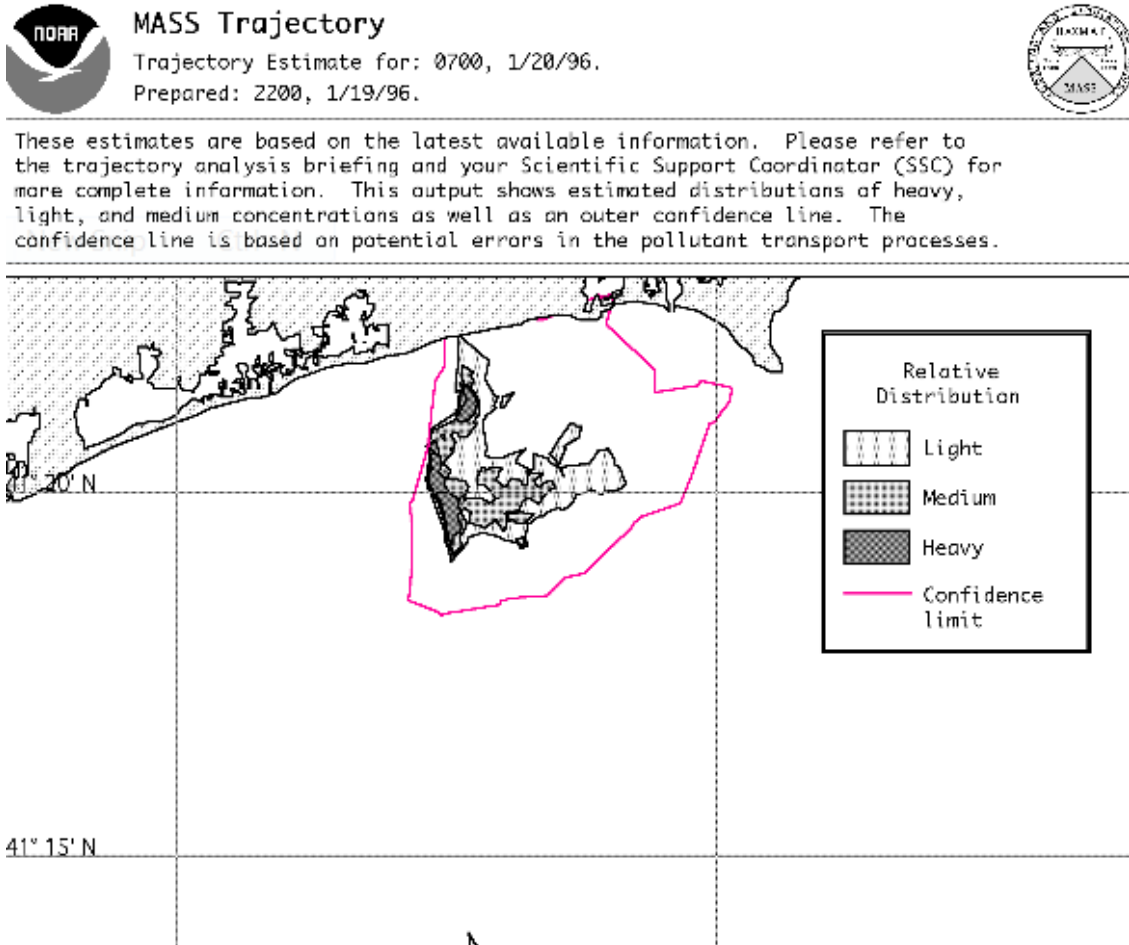 NOAA
MASS Trajectory
Trajectory Estimate for: 0700, 1/20/96.
Prepared: 2200, 1/19/96.
HAZMAT
MASS
These estimates are based on the latest available information.  Please refer to
the trajectory analysis briefing and your Scientific Support Coordinator (SSC) for
more complete information.  This output shows estimated distributions of heavy,
light, and medium concentrations as well as an outer confidence line.  The
confidence line is based on potential errors in the pollutant transport processes.
Relative
Distribution
Light
Medium
Heavy
Confidence
limit
20' N
41° 15' N